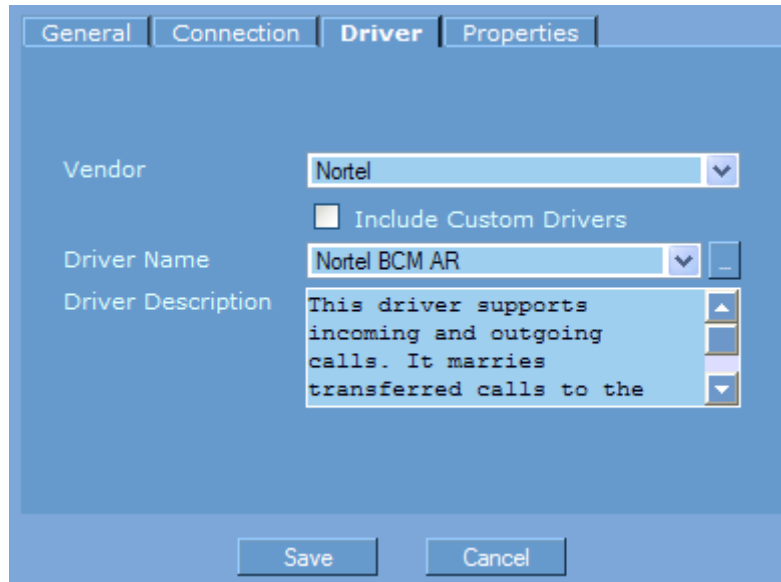 General Connection Driver Properties
Vendor Nortel
Include Custom Drivers
Driver Name Nortel BCM AR ...
Driver Description This driver supports
incoming and outgoing
calls. It marries
transferred calls to the
Save Cancel